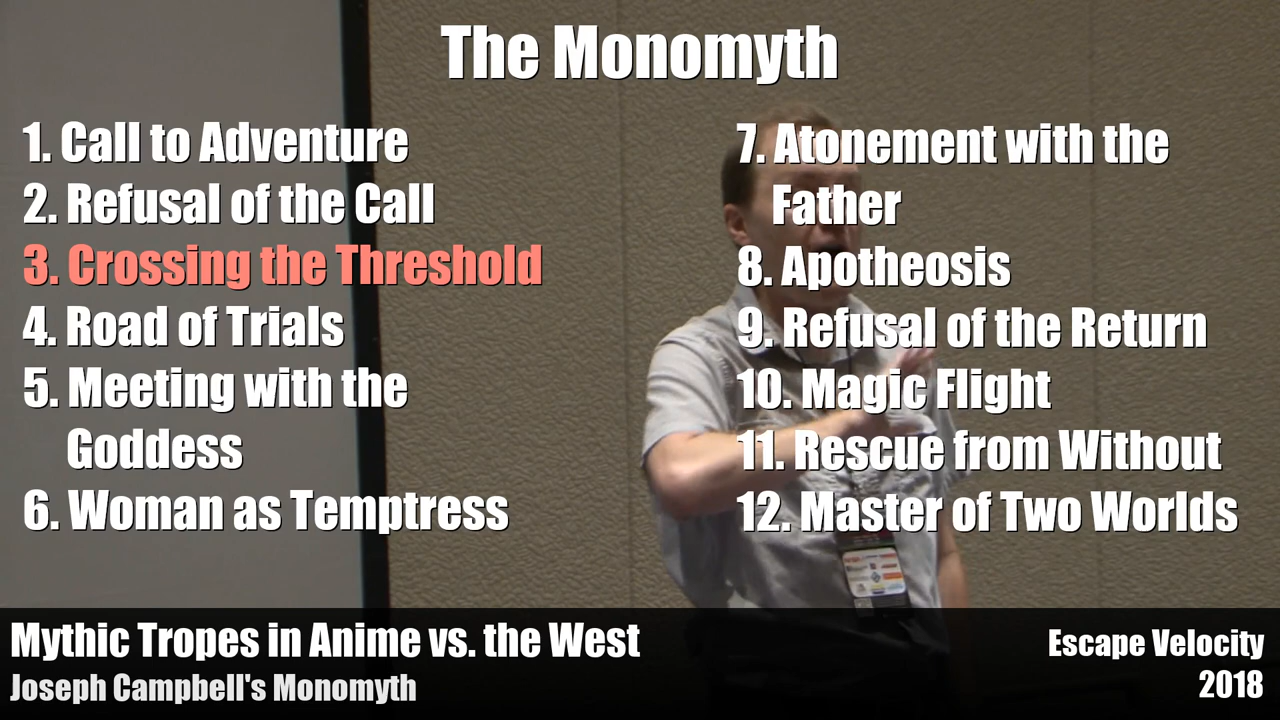 The Monomyth
1. Call to Adventure
2. Refusal of the Call
3. Crossing the Threshold
4. Road of Trials
5. Meeting with the
Goddess
6. Woman as Temptress
7. Atonement with the
Father
8. Apotheosis
9. Refusal of the Return
10. Magic Flight
11. Rescue from Without
12. Master of Two Worlds
Mythic Tropes in Anime vs. the West
Joseph Campbell's Monomyth
Escape Velocity
2018